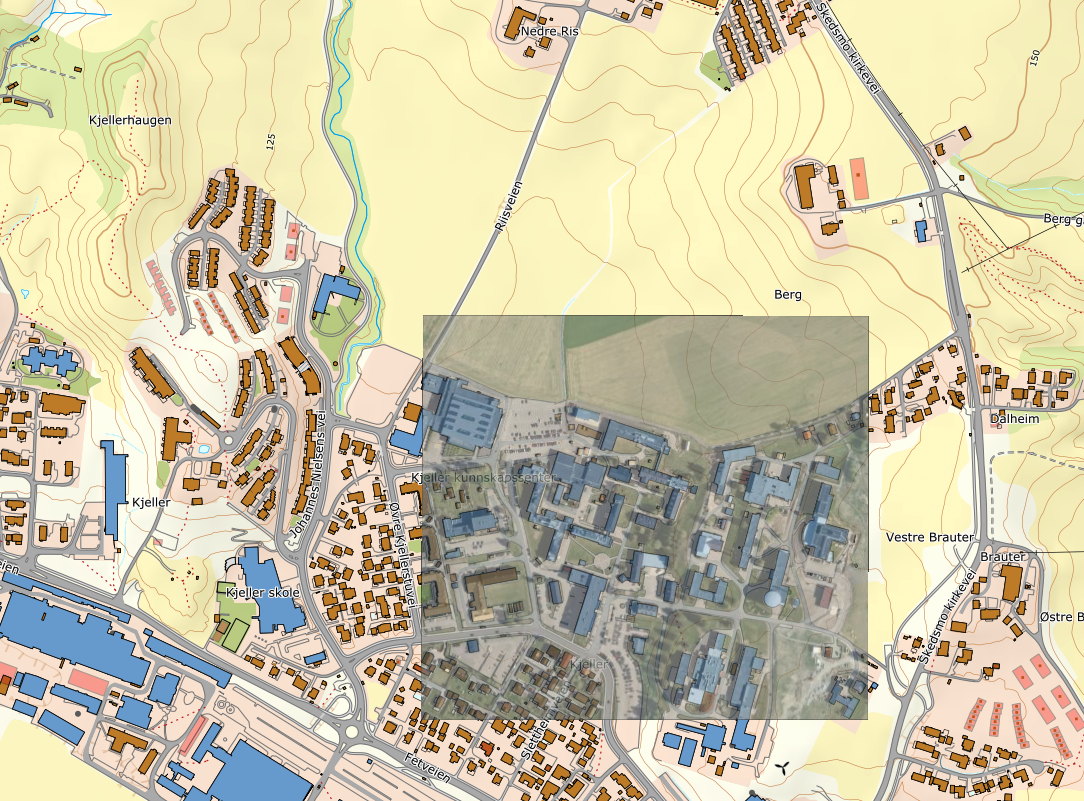 Nedre Ris
Skedsmo kirkevei
150
Kjellerhaugen
125
Riisveien
Berg-g
Berg
Dalheim
Johannes Nielsens vei
Kjeller kunnskapssenter
Kjeller
Øvre Kjellerstuvei
Vestre Brauter
Brauter
eien
Kjeller skole
Skedsmo kirkevei
Østre B
Kjeller
Fetveien